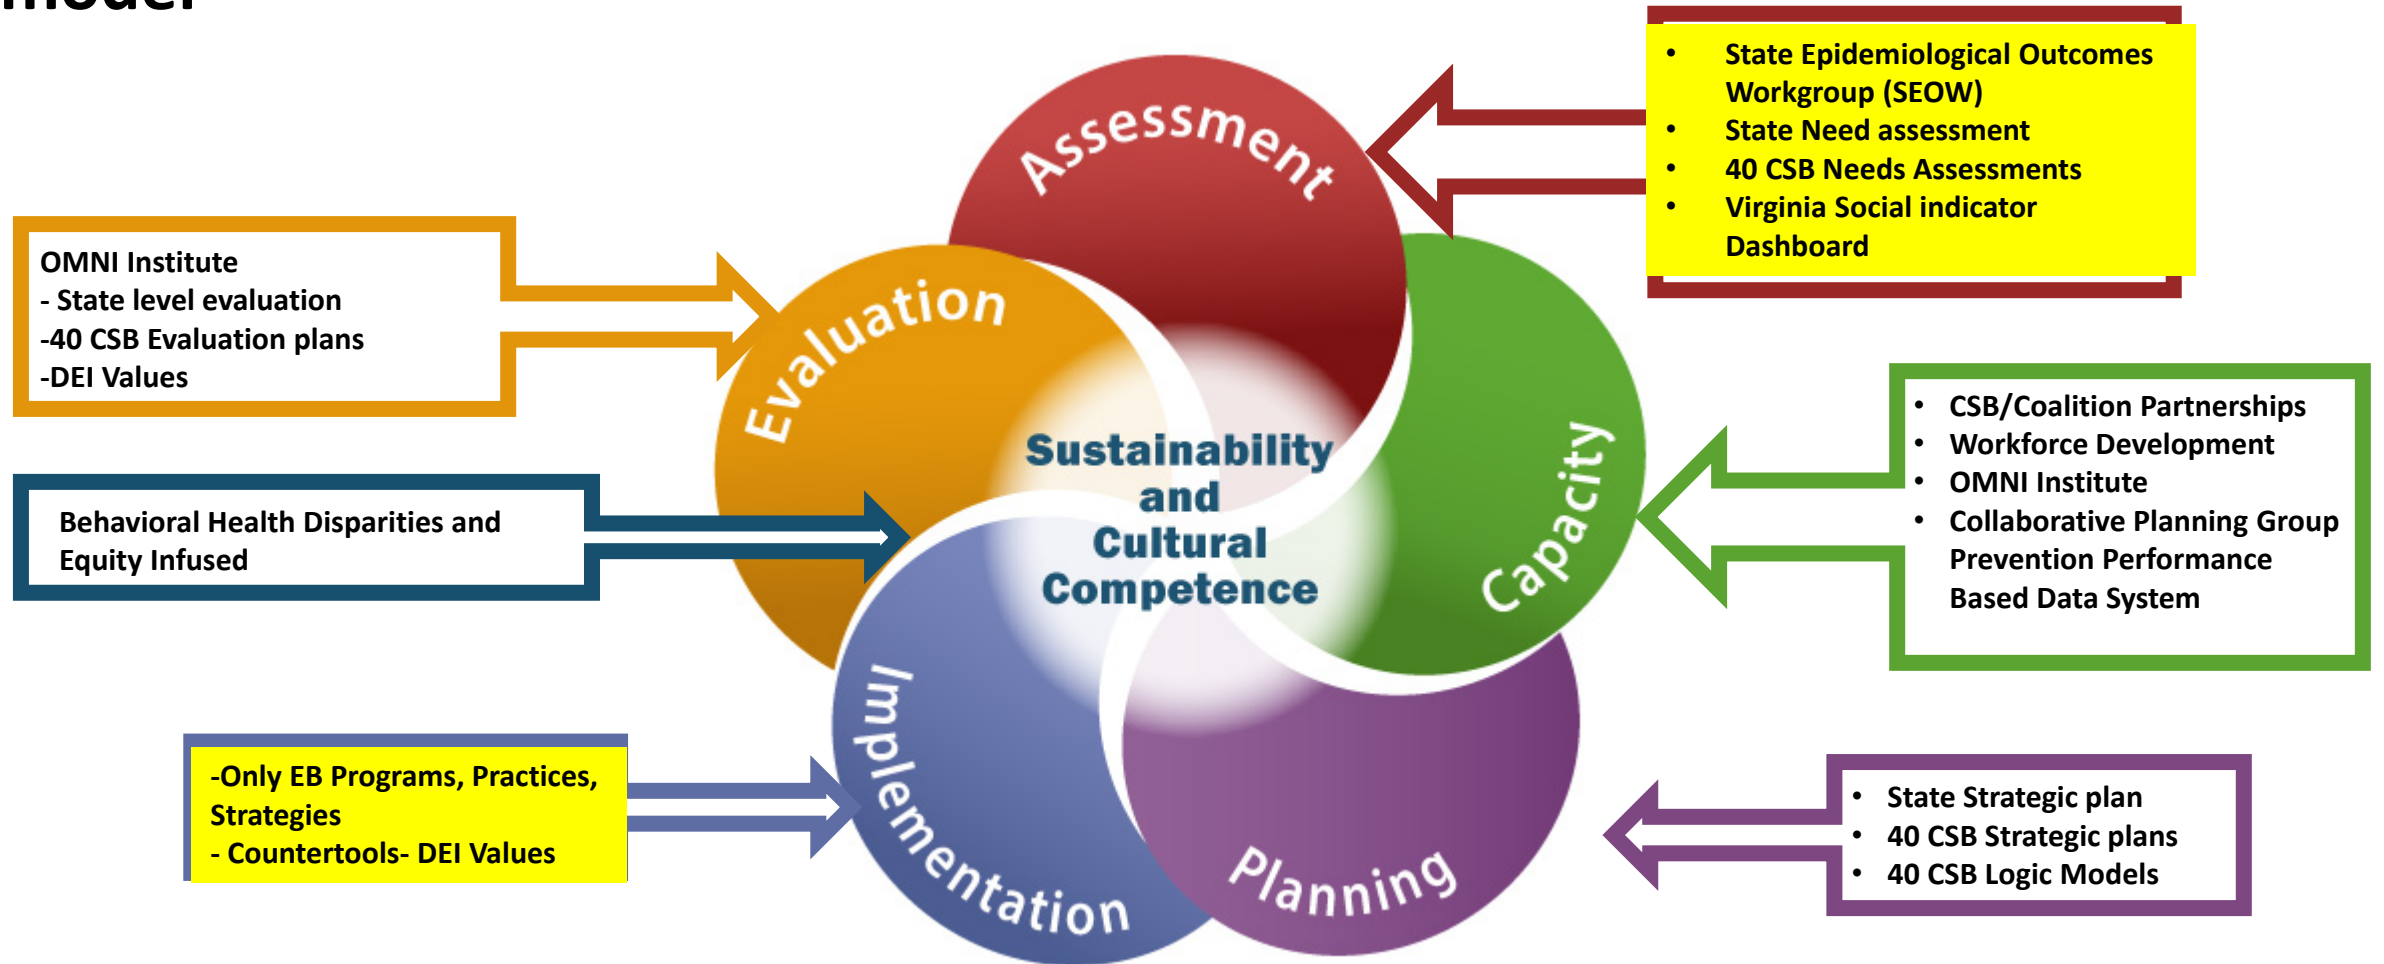 model
• State Epidemiological Outcomes
Workgroup (SEOW)
• State Need assessment
• 40 CSB Needs Assessments
• Virginia Social indicator
Dashboard
Assessment
OMNI Institute
- State level evaluation
-40 CSB Evaluation plans
-DEI Values
Evaluation
Capacity
• CSB/Coalition Partnerships
• Workforce Development
• OMNI Institute
• Collaborative Planning Group
Prevention Performance
Based Data System
Sustainability
and
Cultural
Competence
Behavioral Health Disparities and
Equity Infused
Implementation
-Only EB Programs, Practices,
Strategies
- Countertools- DEI Values
Planning
• State Strategic plan
• 40 CSB Strategic plans
• 40 CSB Logic Models